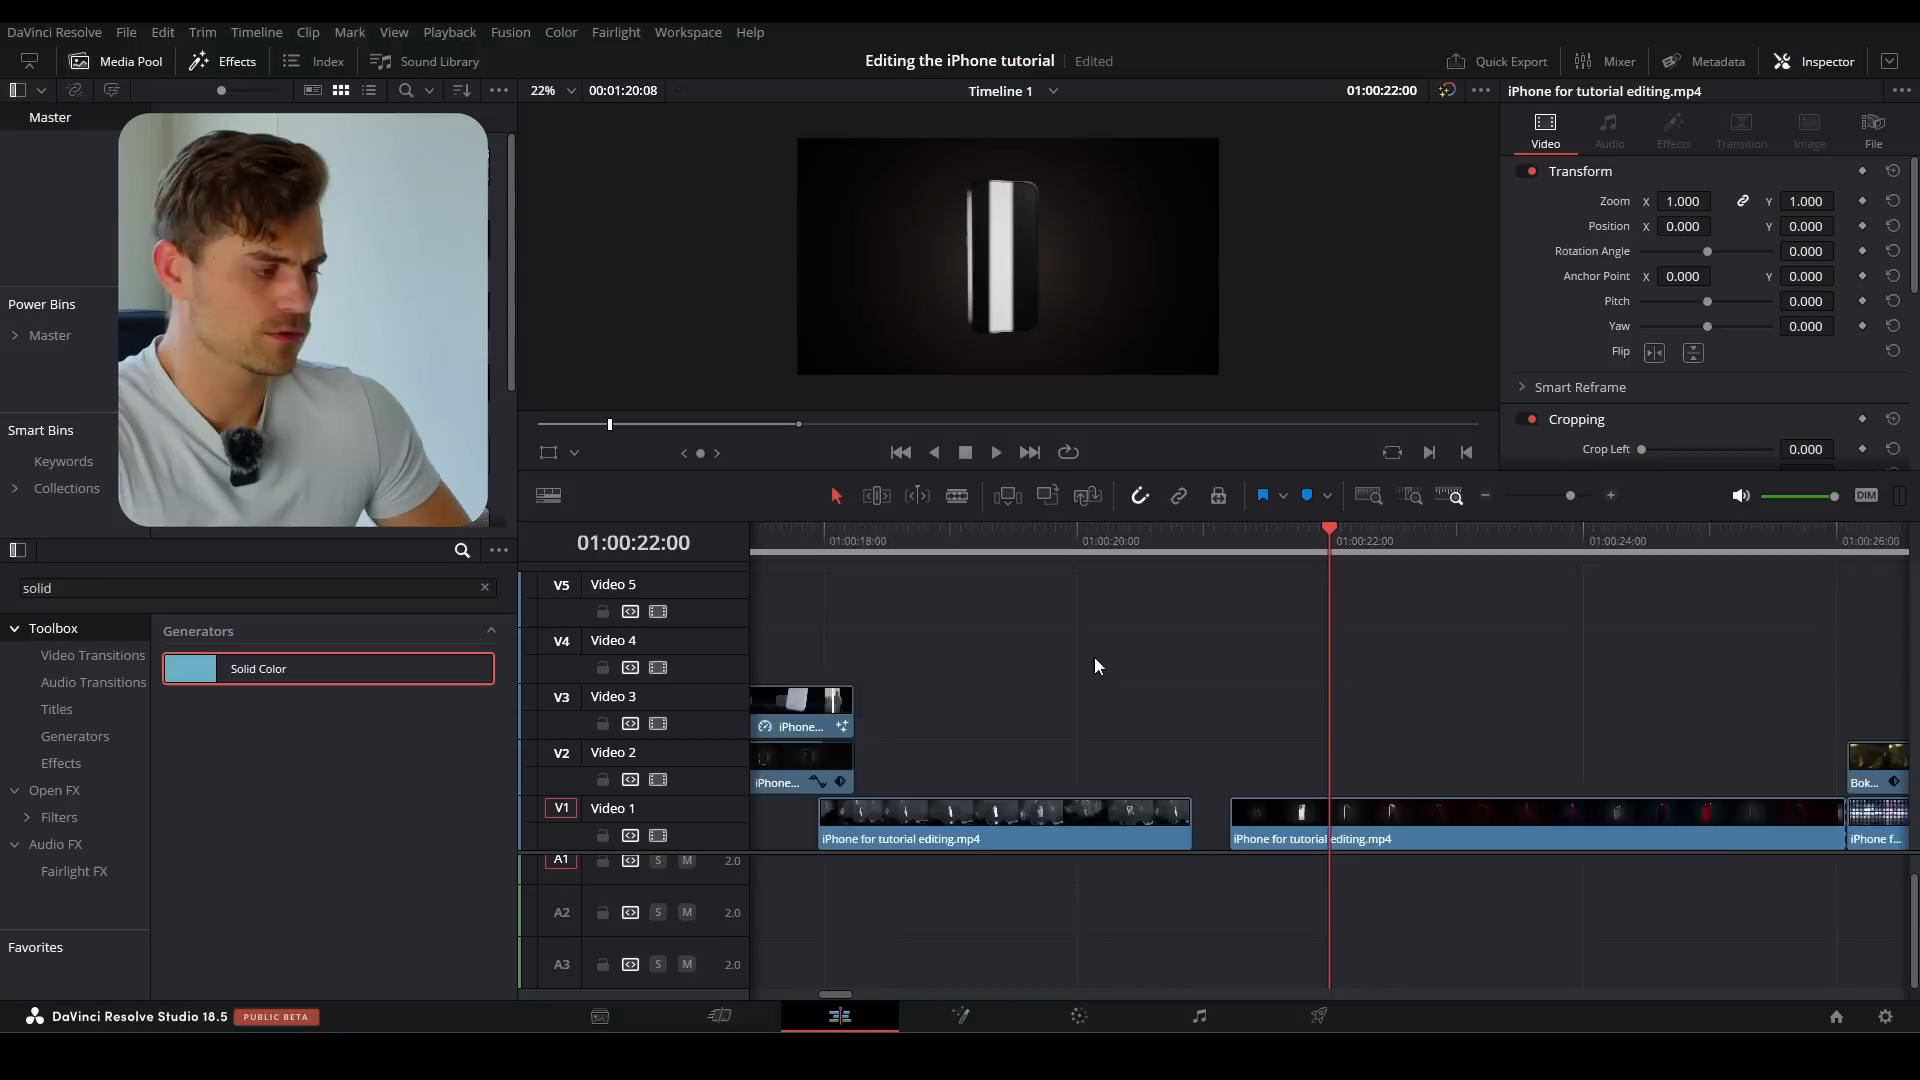 DaVinci Resolve File Edit Trim Timeline Clip Mark View Playback Fusion Color Fairlight Workspace Help
Media Pool Effects Index Sound Library Editing the iPhone tutorial Edited Quick Export Mixer Metadata Inspector
22% 00:01:20:08 Timeline 1 01:00:22:00 iPhone for tutorial editing.mp4
Master
Video Audio Effects Transition Image File
Transform
Zoom X 1.000 Y 1.000
Position X 0.000 Y 0.000
Rotation Angle 0.000
Anchor Point X 0.000 Y 0.000
Power Bins
Pitch 0.000
Master
Yaw 0.000
Flip
Smart Reframe
Cropping
Smart Bins
Crop Left 0.000
Keywords
Collections
DIM
01:00:22:00
01:00:18:00 01:00:20:00 01:00:22:00 01:00:24:00 01:00:26:00
solid
V5 Video 5
Toolbox
Generators
Video Transitions
Solid Color
Audio Transitions
Titles
Generators
Effects
Open FX
Filters
Audio FX
Fairlight FX
Favorites
V4 Video 4
V3 Video 3
iPhone...
V2 Video 2
iPhone...
Bok...
V1 Video 1
iPhone for tutorial editing.mp4
iPhone for tutorial editing.mp4
iPhone f...
A1 S M 2.0
A2 S M 2.0
A3 S M 2.0
DaVinci Resolve Studio 18.5 PUBLIC BETA